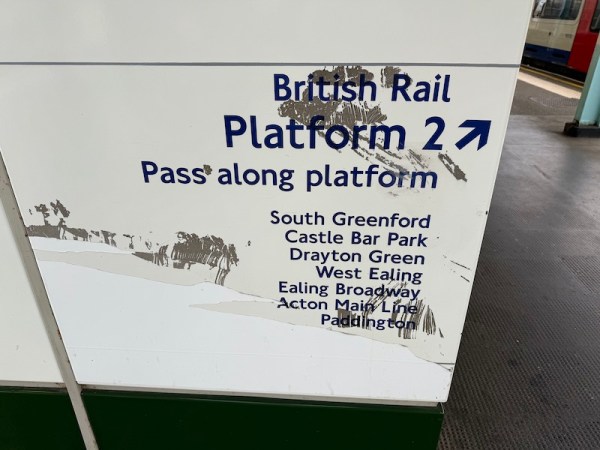 British Rail
Platform 2
Pass along platform
South Greenford
Castle Bar Park
Drayton Green
West Ealing
Ealing Broadway
Acton Main Line
Paddington